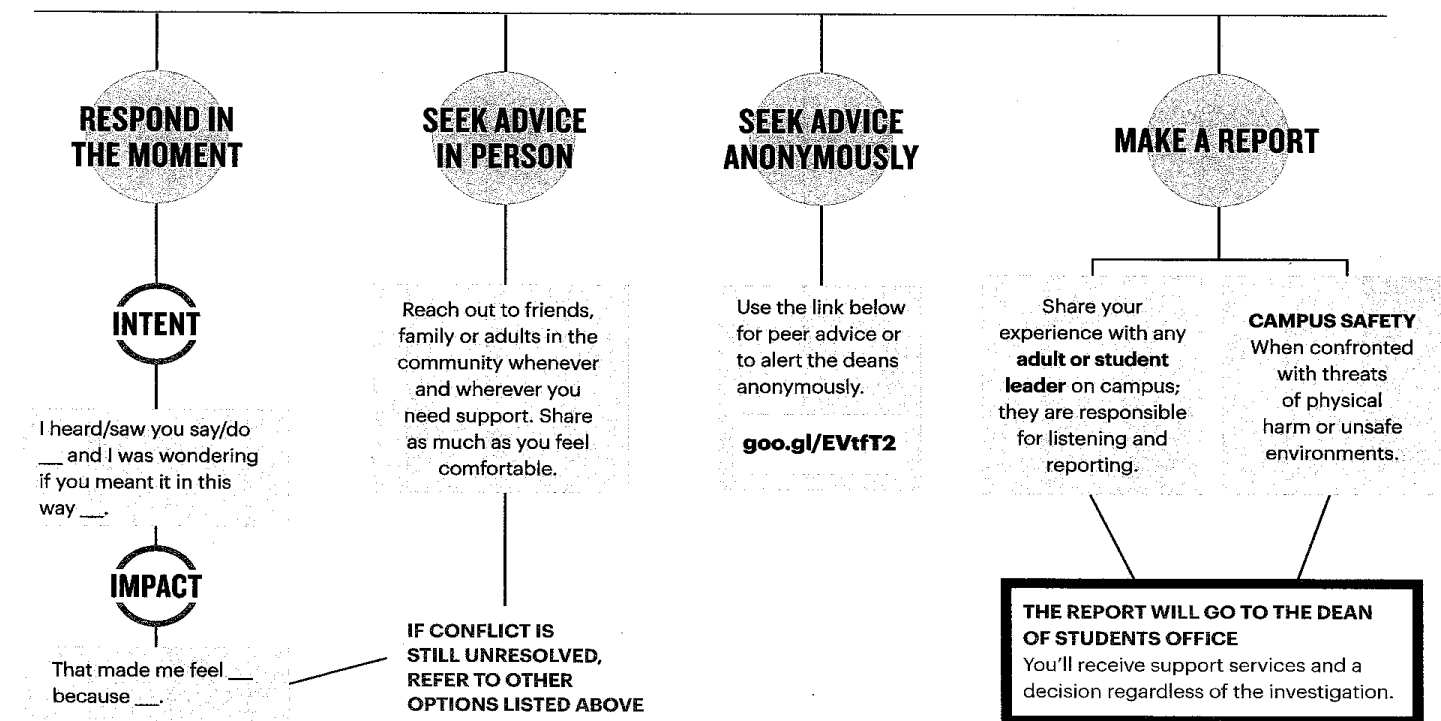 RESPOND IN
THE MOMENT
INTENT
I heard/saw you say/do
__ and I was wondering
if you meant it in this
way __.
IMPACT
That made me feel __
because __.
SEEK ADVICE
IN PERSON
Reach out to friends,
family or adults in the
community whenever
and wherever you
need support. Share
as much as you feel
comfortable.
IF CONFLICT IS
STILL UNRESOLVED,
REFER TO OTHER
OPTIONS LISTED ABOVE
SEEK ADVICE
ANONYMOUSLY
Use the link below
for peer advice or
to alert the deans
anonymously.
goo.gl/EVtfT2
MAKE A REPORT
Share your
experience with any
adult or student
leader on campus;
they are responsible
for listening and
reporting.
CAMPUS SAFETY
When confronted
with threats
of physical
harm or unsafe
environments.
THE REPORT WILL GO TO THE DEAN
OF STUDENTS OFFICE
You'll receive support services and a
decision regardless of the investigation.